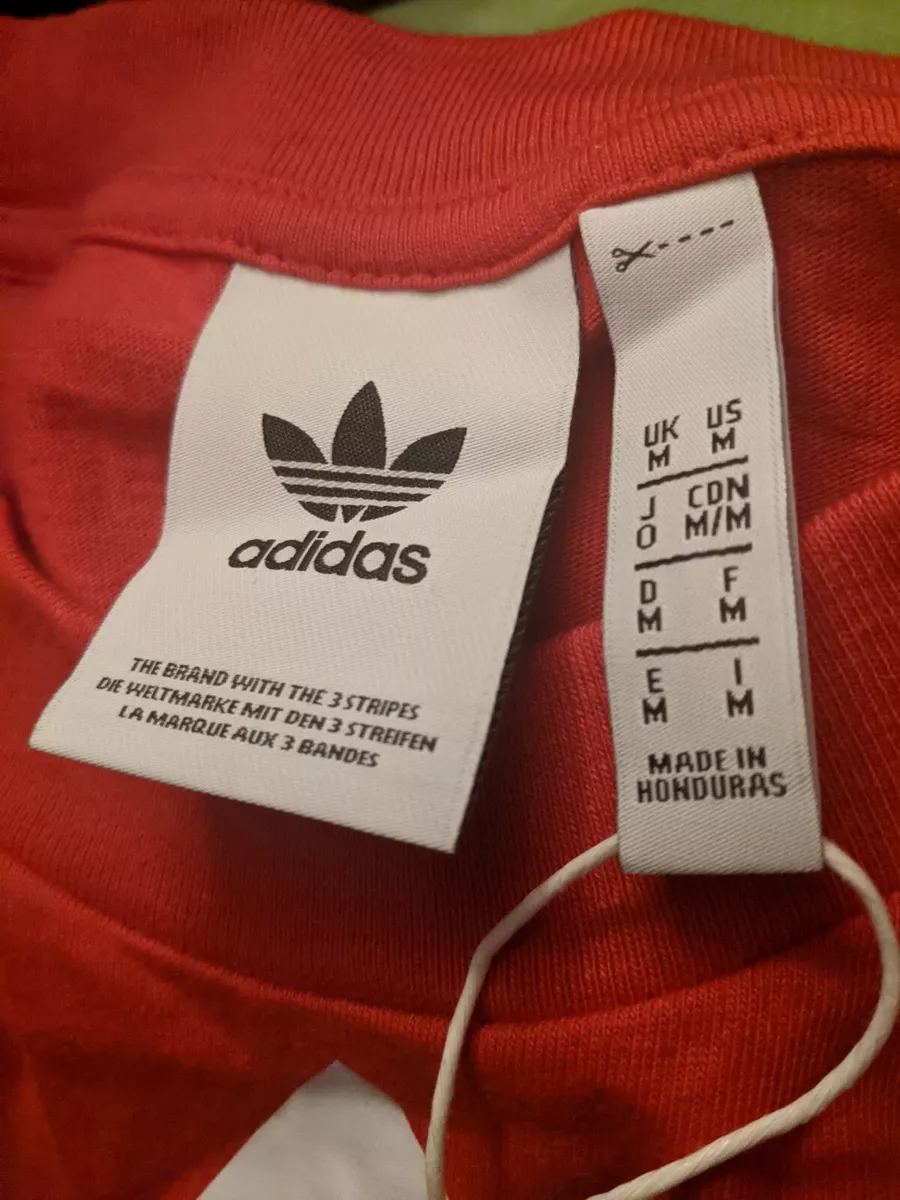 adidas
THE BRAND WITH THE 3 STRIPES
DIE WELTMARKE MIT DEN 3 STREIFEN
LA MARQUE AUX 3 BANDES
UK US
M M
J CDN
O M/M
D F
M M
E I
M M
MADE IN
HONDURAS